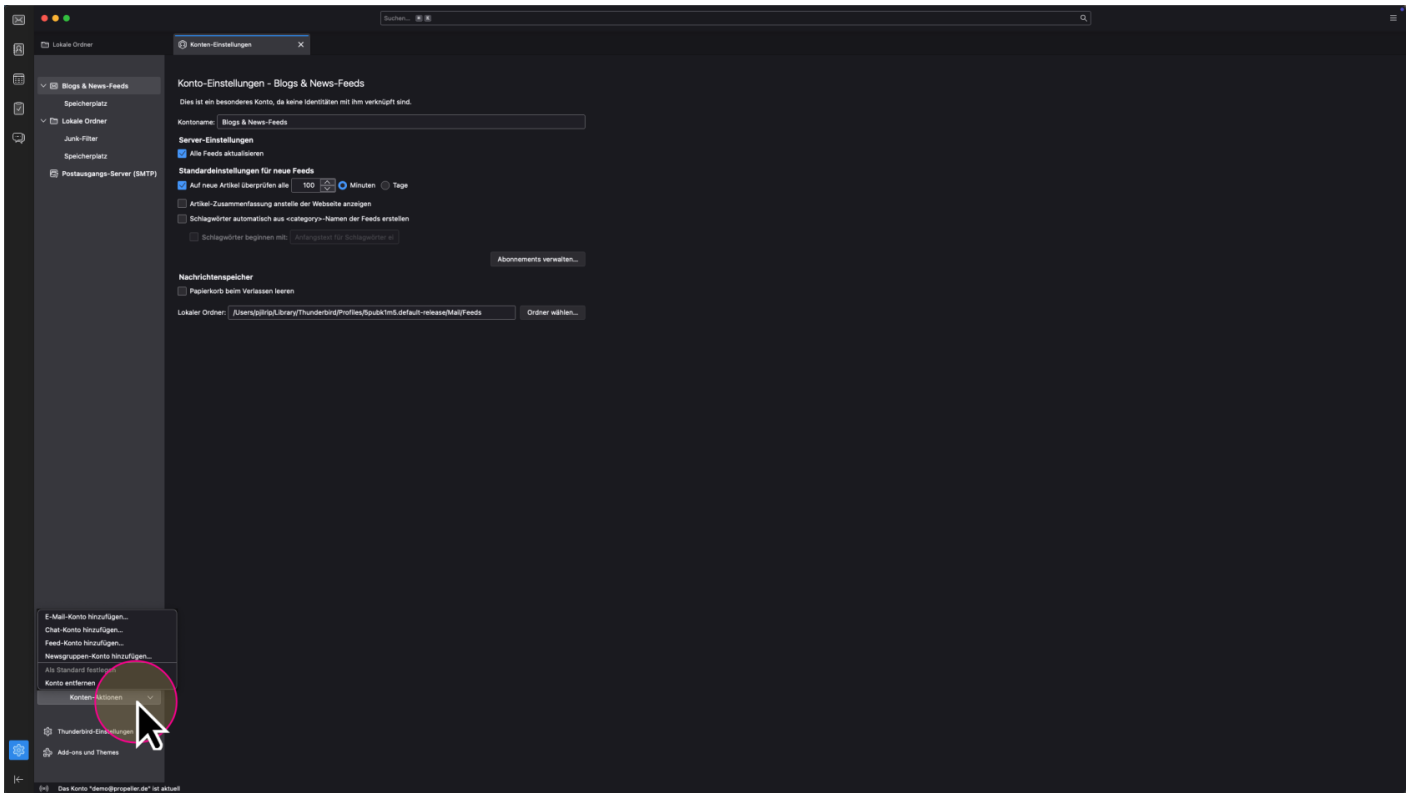 Suchen... ⌘ K
Lokale Ordner
Konten-Einstellungen
Blogs & News-Feeds
Speicherplatz
Lokale Ordner
Junk-Filter
Speicherplatz
Postausgangs-Server (SMTP)
Konto-Einstellungen - Blogs & News-Feeds
Dies ist ein besonderes Konto, da keine Identitäten mit ihm verknüpft sind.
Kontoname: Blogs & News-Feeds
Server-Einstellungen
Alle Feeds aktualisieren
Standardeinstellungen für neue Feeds
Auf neue Artikel überprüfen alle 100 Minuten Tage
Artikel-Zusammenfassung anstelle der Webseite anzeigen
Schlagwörter automatisch aus <category>-Namen der Feeds erstellen
Schlagwörter beginnen mit: Anfangstext für Schlagwörter ei
Abonnements verwalten...
Nachrichtenspeicher
Papierkorb beim Verlassen leeren
Lokaler Ordner: /Users/pjilrip/Library/Thunderbird/Profiles/5pubk1m5.default-release/Mail/Feeds Ordner wählen...
E-Mail-Konto hinzufügen...
Chat-Konto hinzufügen...
Feed-Konto hinzufügen...
Newsgruppen-Konto hinzufügen...
Als Standard festlegen
Konto entfernen
Konten-Aktionen
Thunderbird-Einstellungen
Add-ons und Themes
Das Konto "demo@propeller.de" ist aktuell